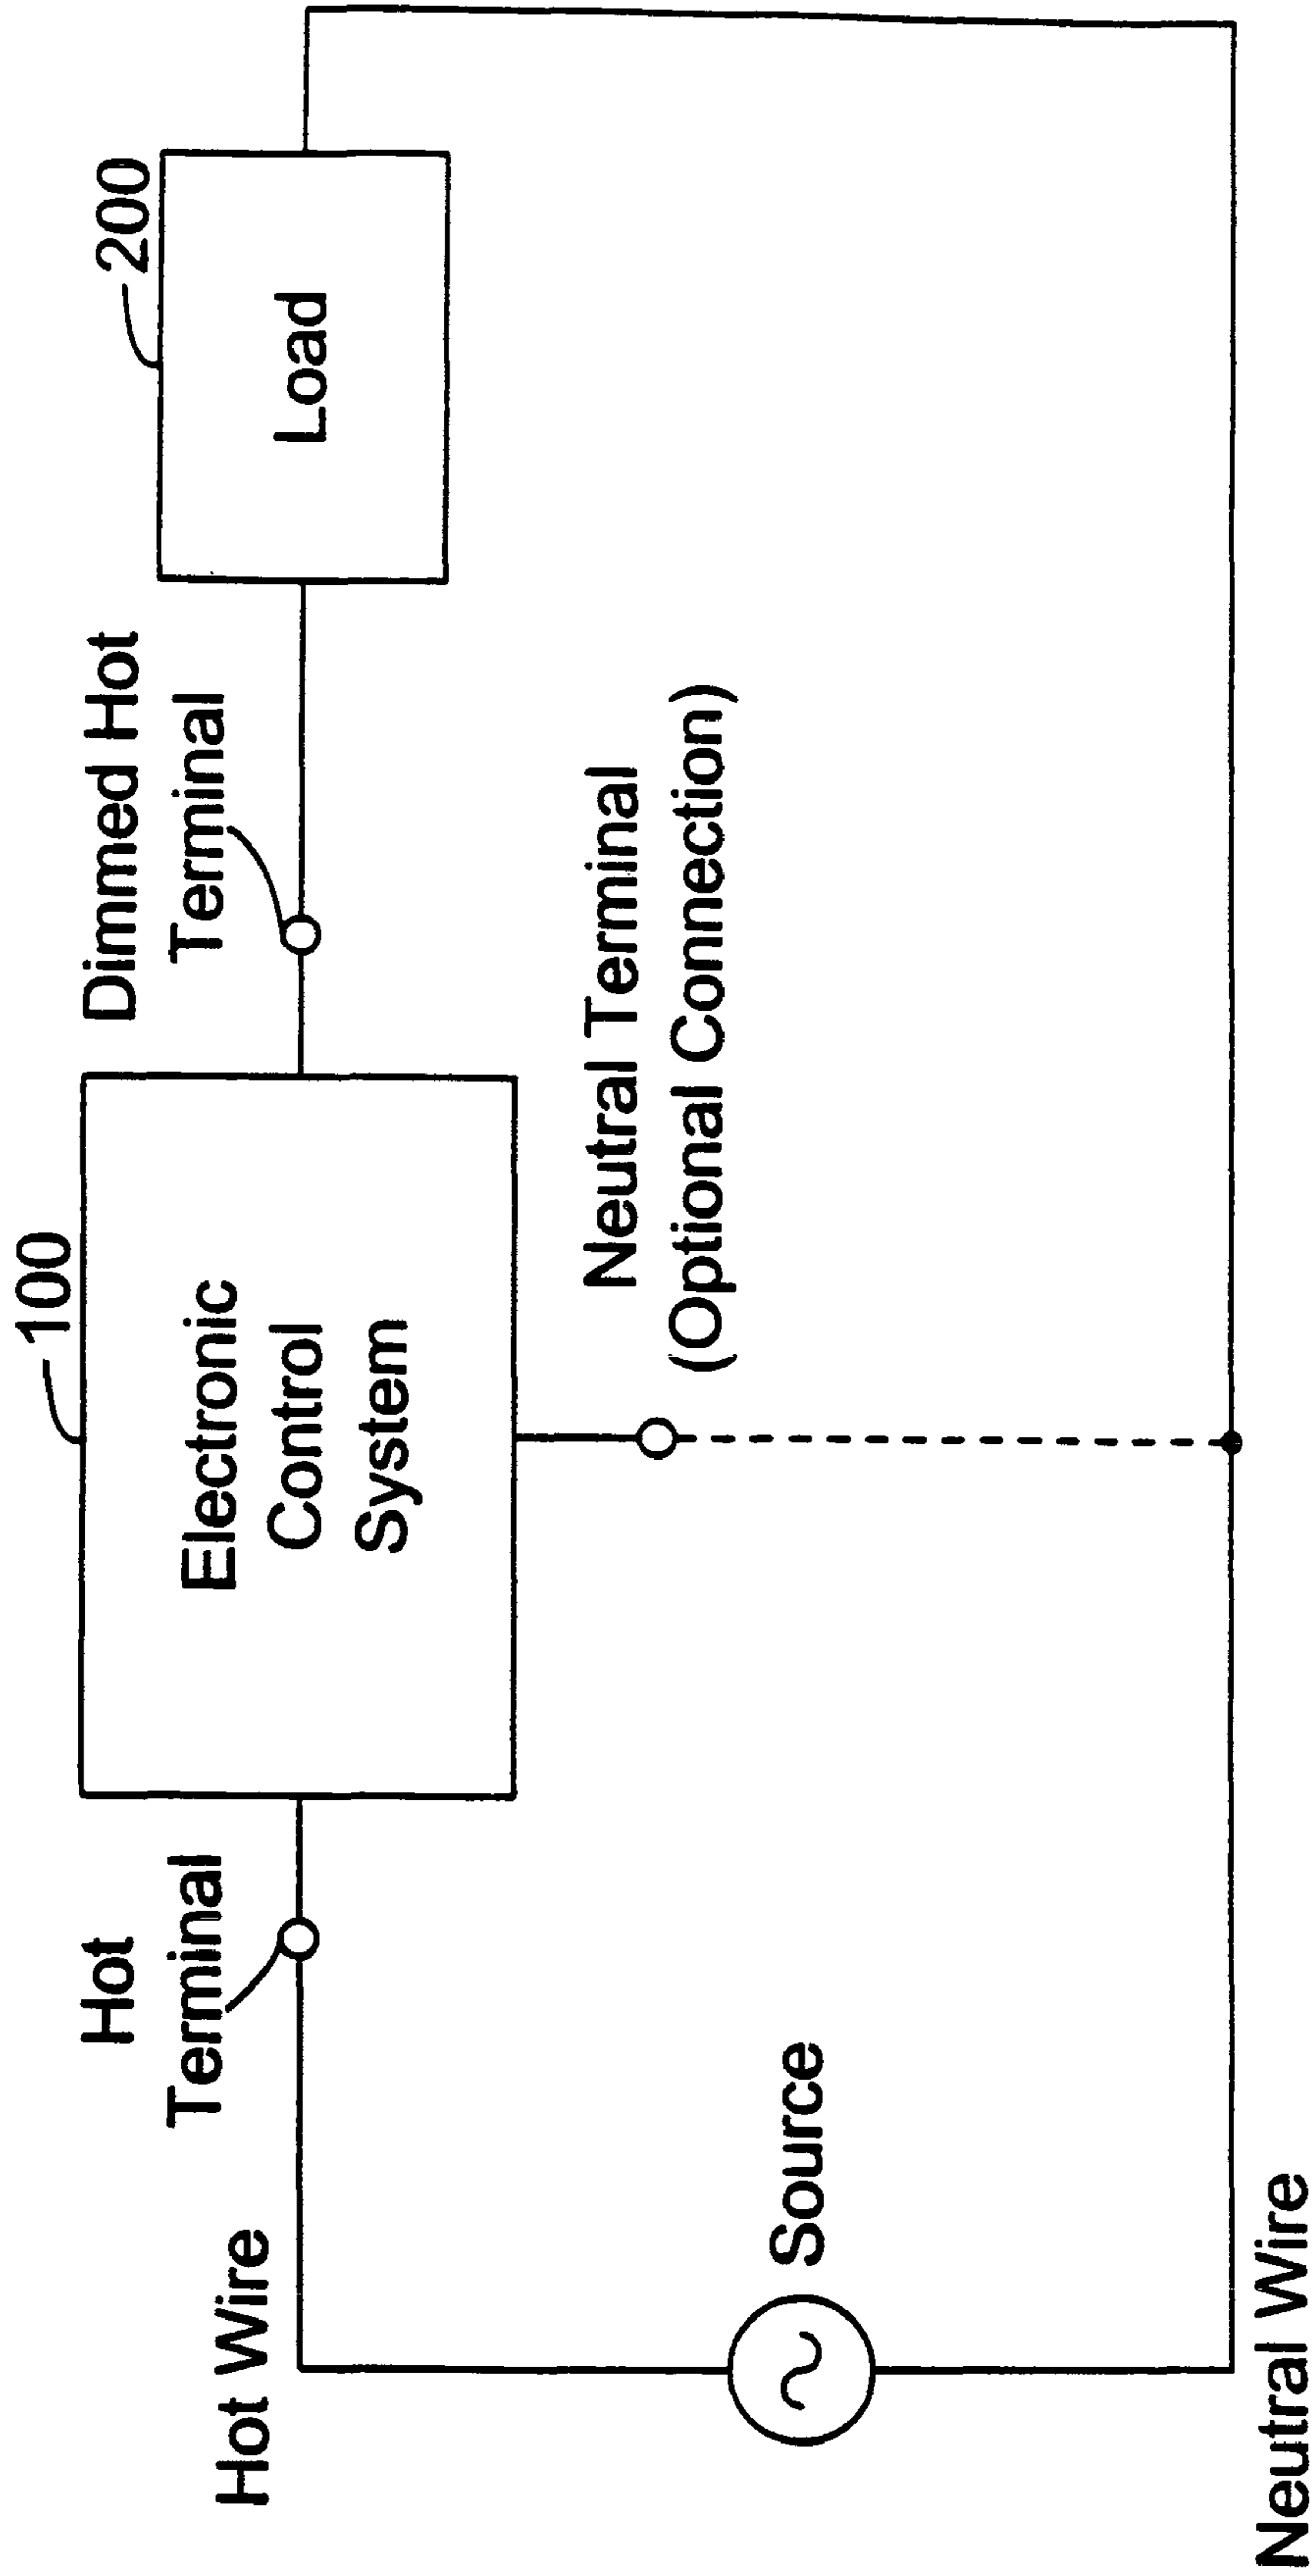 100
Electronic
Control
System
Hot
Terminal
Hot Wire
Dimmed Hot
Terminal
200
Load
Neutral Terminal
(Optional Connection)
Source
Neutral Wire